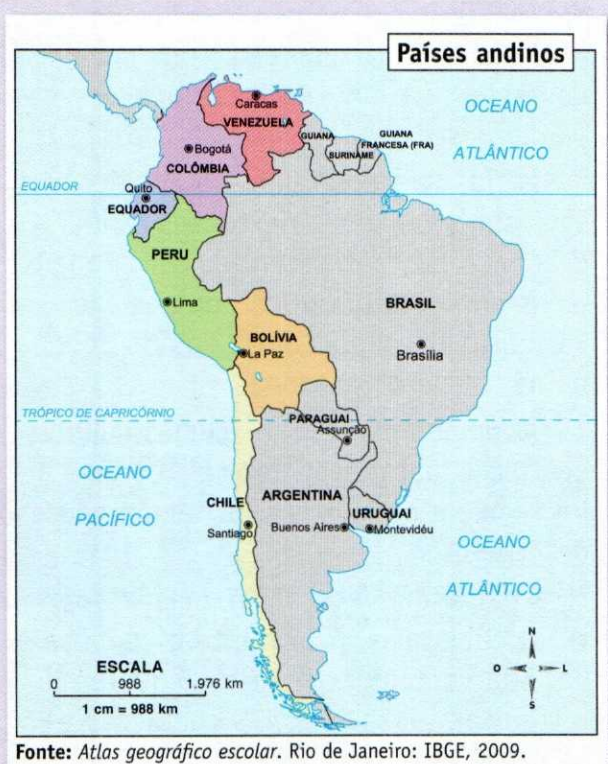 Países andinos
Caracas
VENEZUELA
OCEANO
ATLÂNTICO
GUIANA
SURINAME
GUIANA
FRANCESA (FRA)
Bogotá
COLÔMBIA
EQUADOR
Quito
EQUADOR
PERU
Lima
BRASIL
Brasília
BOLÍVIA
La Paz
TRÓPICO DE CAPRICÓRNIO
PARAGUAI
Assunção
OCEANO
PACÍFICO
CHILE
Santiago
ARGENTINA
Buenos Aires
URUGUAI
Montevidéu
OCEANO
ATLÂNTICO
N
O
L
S
ESCALA
0 988 1.976 km
1 cm = 988 km
Fonte: Atlas geográfico escolar. Rio de Janeiro: IBGE, 2009.